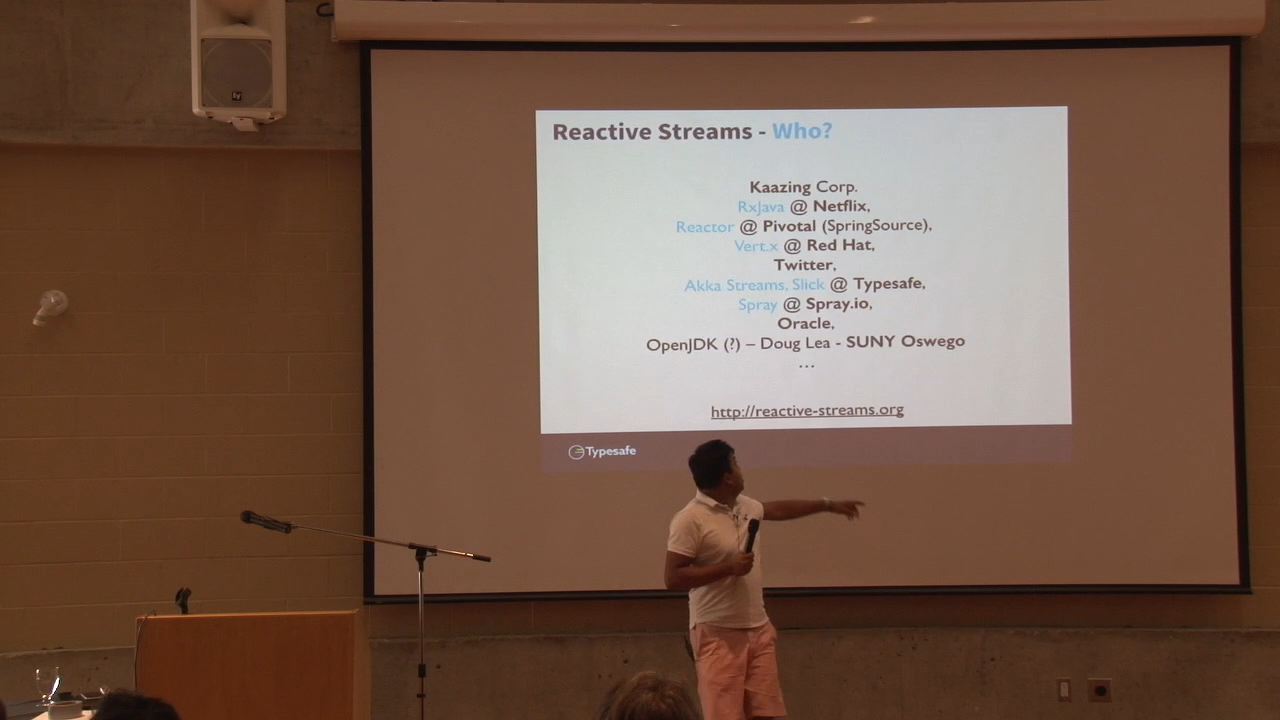 Reactive Streams - Who?
Kaazing Corp.
RxJava @ Netflix,
Reactor @ Pivotal (SpringSource),
Vert.x @ Red Hat,
Twitter,
Akka Streams, Slick @ Typesafe,
Spray @ Spray.io,
Oracle,
OpenJDK (?) – Doug Lea - SUNY Oswego
...
http://reactive-streams.org
Typesafe